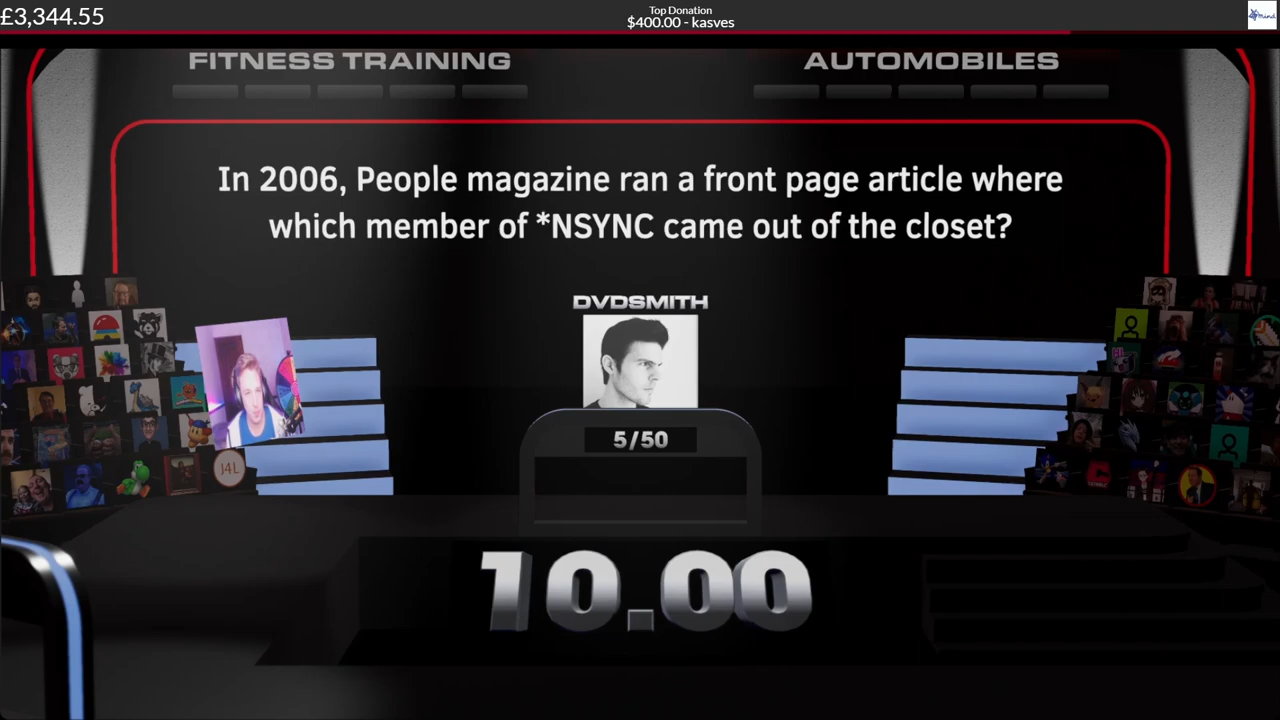 £3,344.55
Top Donation
$400.00 - kasves
mind
FITNESS TRAINING
AUTOMOBILES
In 2006, People magazine ran a front page article where
which member of *NSYNC came out of the closet?
DVDSMITH
5/50
J4L
10.00